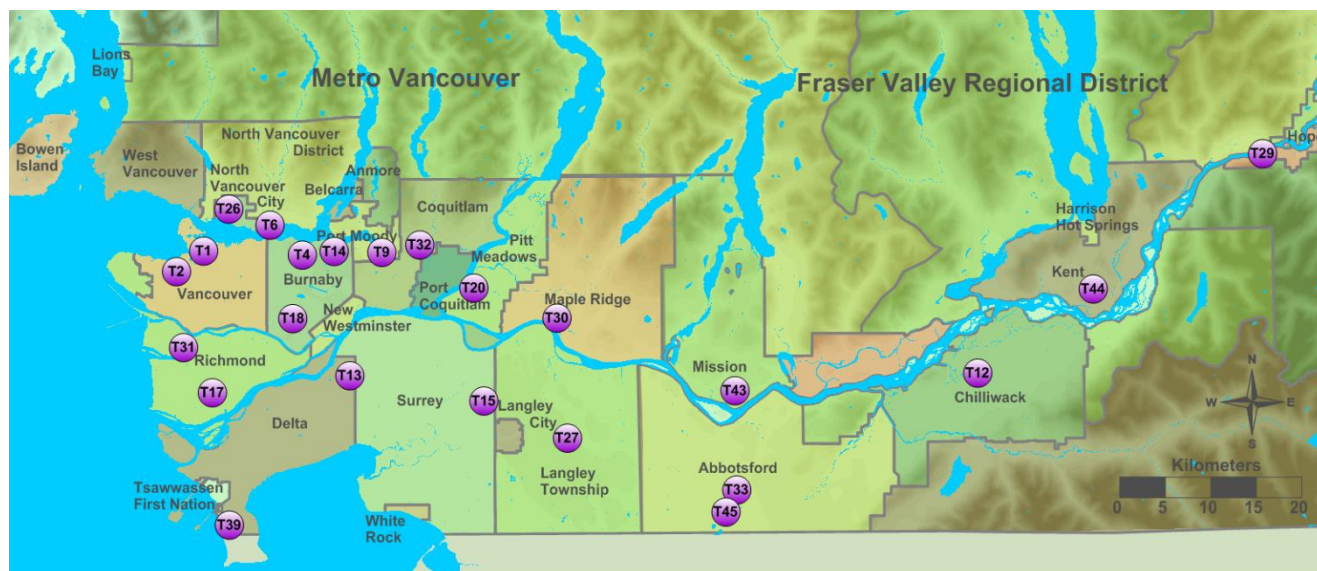 Lions
Bay
Metro Vancouver
Fraser Valley Regional District
Bowen
Island
West
Vancouver
North Vancouver
District
North
Vancouver
City
Anmore
Belcarra
T29
Hope
T26
T6
Coquitlam
Port Moody
T1
T4
T14
T9
T32
Pitt
Meadows
Harrison
Hot Springs
T2
Vancouver
Burnaby
Port
Coquitlam
T20
Maple Ridge
Kent
T44
T18
New
Westminster
T30
T31
Richmond
T17
T13
Surrey
T15
Mission
T43
T12
Chilliwack
Delta
Langley
City
T27
Langley
Township
Abbotsford
T33
T45
Tsawwassen
First Nation
T39
White
Rock
N
W
E
S
Kilometers
0 5 10 15 20